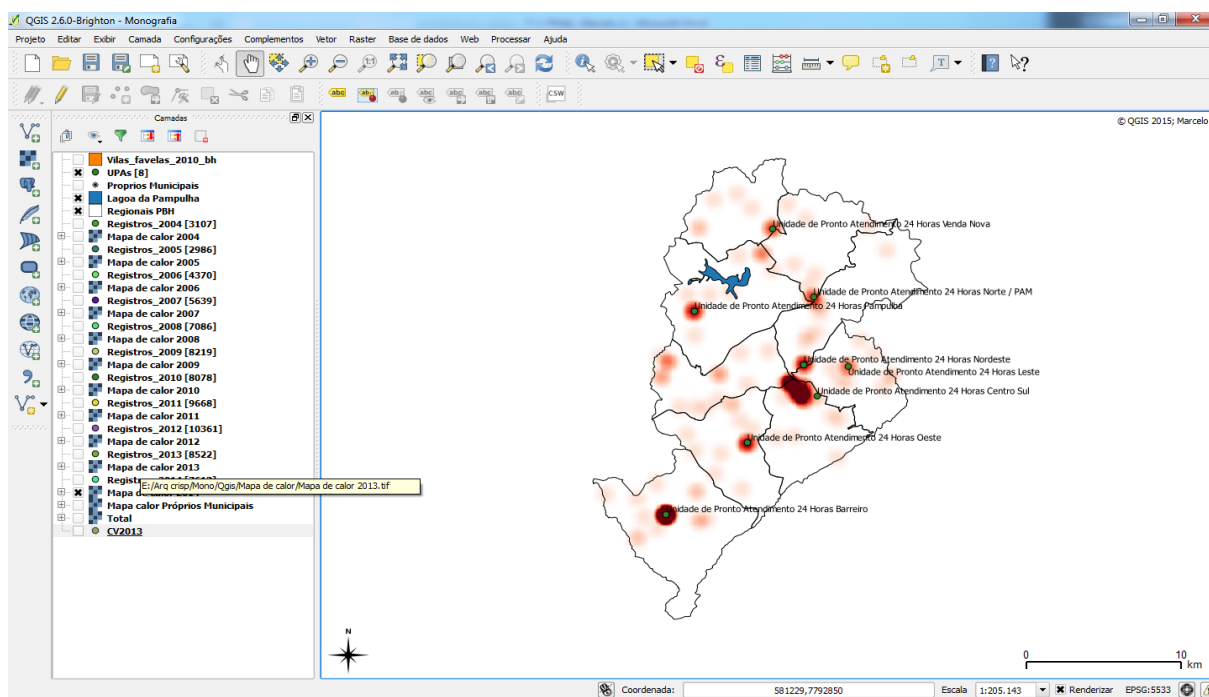 QGIS 2.6.0-Brighton - Monografia
Projeto Editar Exibir Camada Configurações Complementos Vetor Raster Base de dados Web Processar Ajuda
abc ab abc abc abc abc abc CSW
Camadas
© QGIS 2015; Marcelo
Vilas_favelas_2010_bh
UPAs [8]
Proprios Municipais
Lagoa da Pampulha
Regionais PBH
Registros_2004 [3107]
Mapa de calor 2004
Registros_2005 [2986]
Mapa de calor 2005
Registros_2006 [4370]
Mapa de calor 2006
Registros_2007 [5639]
Mapa de calor 2007
Registros_2008 [7086]
Mapa de calor 2008
Registros_2009 [8219]
Mapa de calor 2009
Registros_2010 [8078]
Mapa de calor 2010
Registros_2011 [9668]
Mapa de calor 2011
Registros_2012 [10361]
Mapa de calor 2012
Registros_2013 [8522]
Mapa de calor 2013
E:/Arq crisp/Mono/Qgis/Mapa de calor/Mapa de calor 2013.tif
Mapa calor Próprios Municipais
Total
CV2013
Unidade de Pronto Atendimento 24 Horas Venda Nova
Unidade de Pronto Atendimento 24 Horas Norte / PAM
Unidade de Pronto Atendimento 24 Horas Pampulha
Unidade de Pronto Atendimento 24 Horas Nordeste
Unidade de Pronto Atendimento 24 Horas Leste
Unidade de Pronto Atendimento 24 Horas Centro Sul
Unidade de Pronto Atendimento 24 Horas Oeste
Unidade de Pronto Atendimento 24 Horas Barreiro
N
0 10
km
Coordenada: 581229,7792850 Escala 1:205.143 Renderizar EPSG:5533